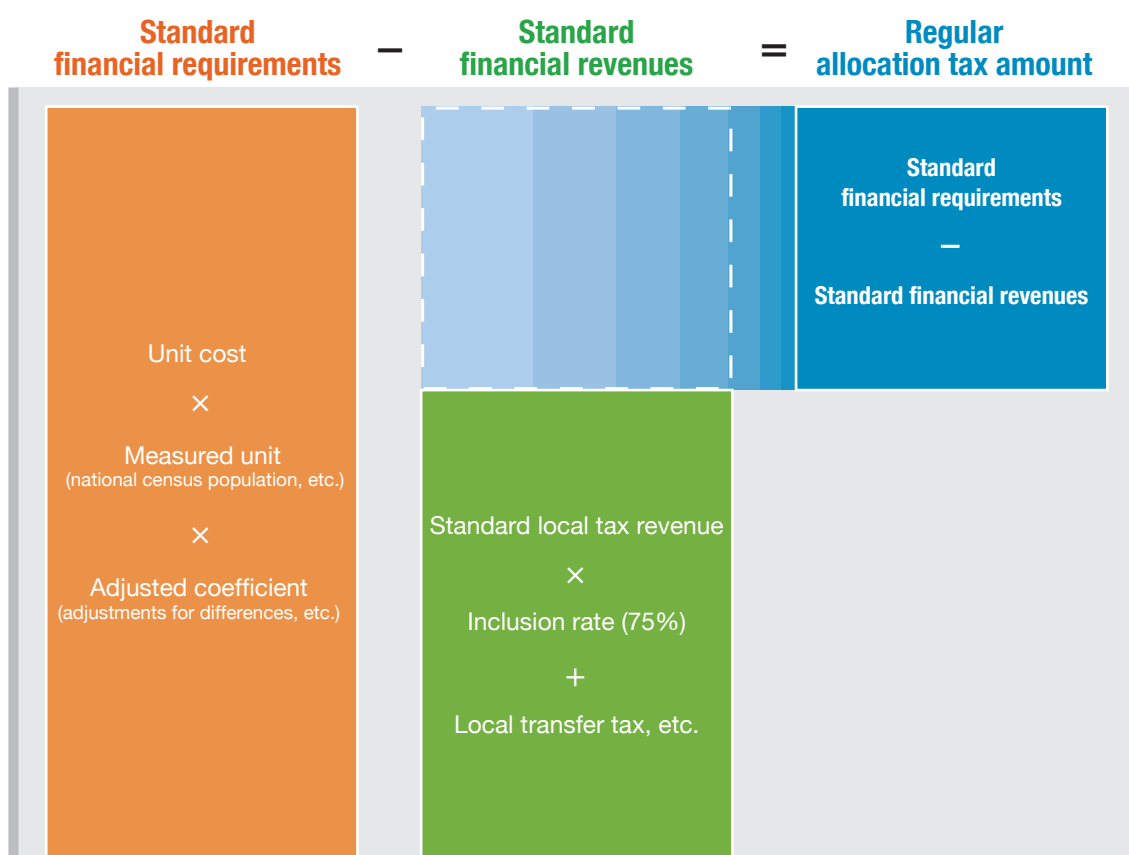 Standard
financial requirements
–
Standard
financial revenues
=
Regular
allocation tax amount
Unit cost
×
Measured unit
(national census population, etc.)
×
Adjusted coefficient
(adjustments for differences, etc.)
Standard local tax revenue
×
Inclusion rate (75%)
+
Local transfer tax, etc.
Standard
financial requirements
–
Standard financial revenues